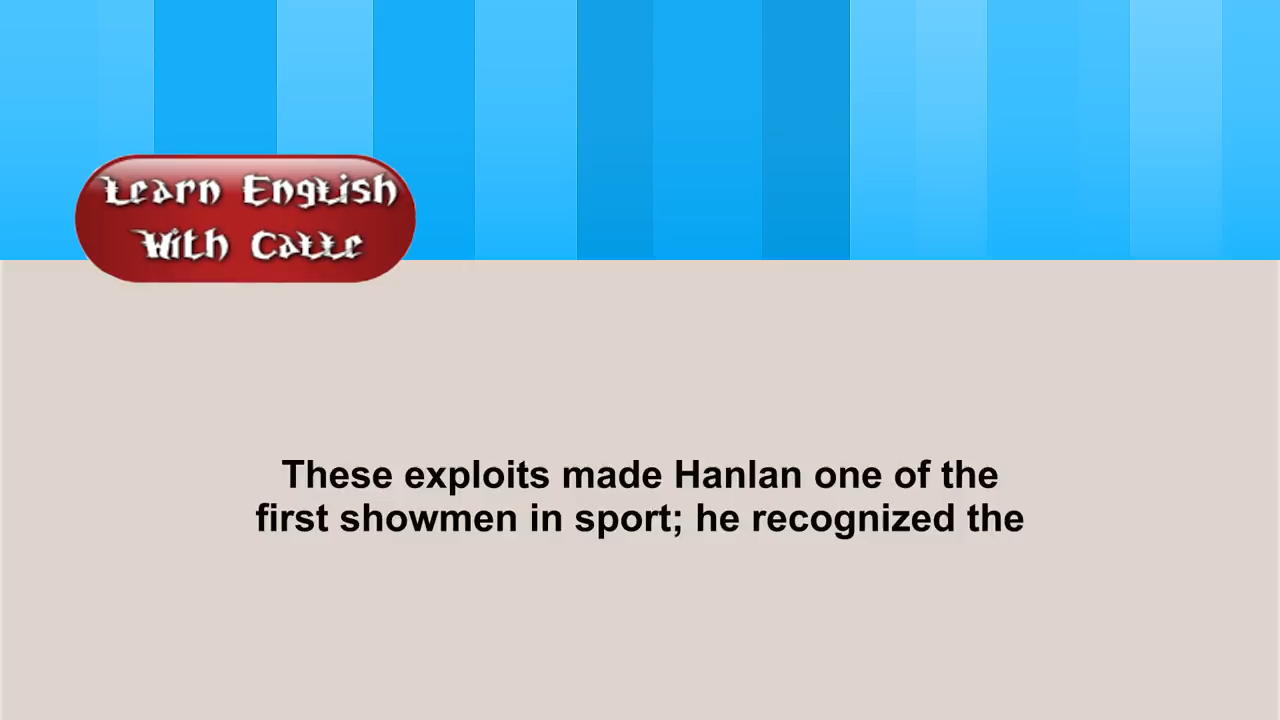 Learn English
With Catte
These exploits made Hanlan one of the
first showmen in sport; he recognized the